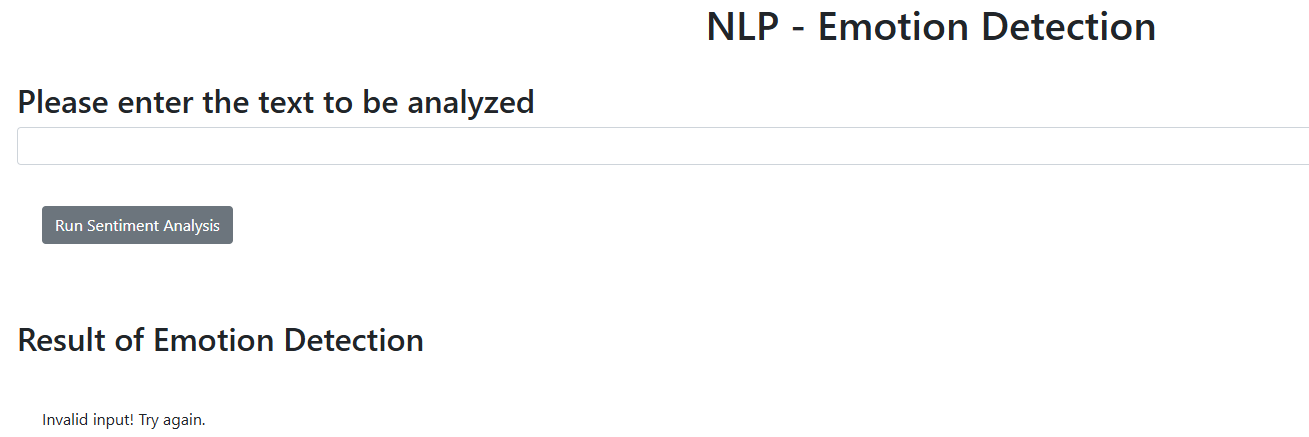 NLP - Emotion Detection
Please enter the text to be analyzed
Run Sentiment Analysis
Result of Emotion Detection
Invalid input! Try again.